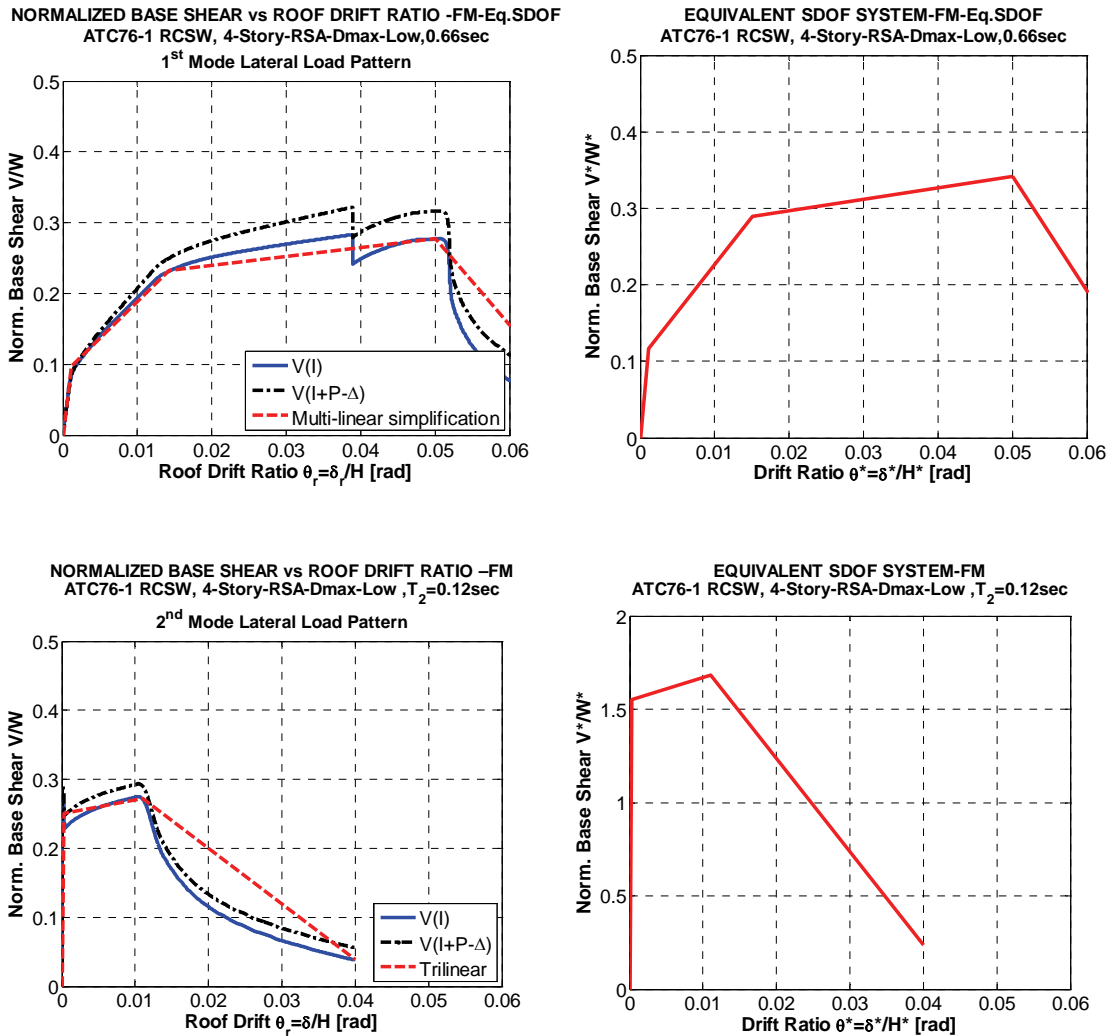 NORMALIZED BASE SHEAR vs ROOF DRIFT RATIO -FM-Eq.SDOF
ATC76-1 RCSW, 4-Story-RSA-Dmax-Low,0.66sec
1st Mode Lateral Load Pattern
0.5
0.4
0.3
0.2
0.1
0
Norm. Base Shear V/W
V(I)
V(I+P-Δ)
Multi-linear simplification
0 0.01 0.02 0.03 0.04 0.05 0.06
Roof Drift Ratio θr=δr/H [rad]
EQUIVALENT SDOF SYSTEM-FM-Eq.SDOF
ATC76-1 RCSW, 4-Story-RSA-Dmax-Low,0.66sec
0.5
0.4
0.3
0.2
0.1
0
Norm. Base Shear V*/W*
0 0.01 0.02 0.03 0.04 0.05 0.06
Drift Ratio θ*=δ*/H* [rad]
NORMALIZED BASE SHEAR vs ROOF DRIFT RATIO –FM
ATC76-1 RCSW, 4-Story-RSA-Dmax-Low ,T2=0.12sec
2nd Mode Lateral Load Pattern
0.5
0.4
0.3
0.2
0.1
0
Norm. Base Shear V/W
V(I)
V(I+P-Δ)
Trilinear
0 0.01 0.02 0.03 0.04 0.05 0.06
Roof Drift θr=δ/H [rad]
EQUIVALENT SDOF SYSTEM-FM
ATC76-1 RCSW, 4-Story-RSA-Dmax-Low ,T2=0.12sec
2
1.5
1
0.5
0
Norm. Base Shear V*/W*
0 0.01 0.02 0.03 0.04 0.05 0.06
Drift Ratio θ*=δ*/H* [rad]